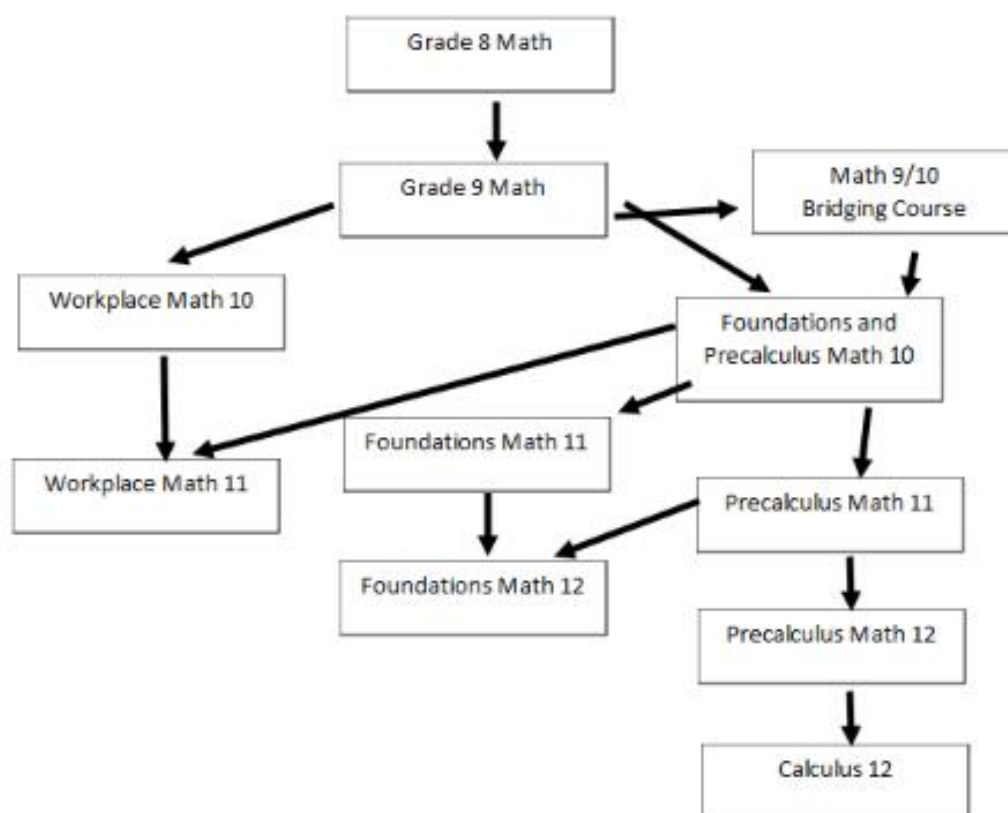 Grade 8 Math
Grade 9 Math
Math 9/10
Bridging Course
Workplace Math 10
Foundations and
Precalculus Math 10
Foundations Math 11
Workplace Math 11
Precalculus Math 11
Foundations Math 12
Precalculus Math 12
Calculus 12